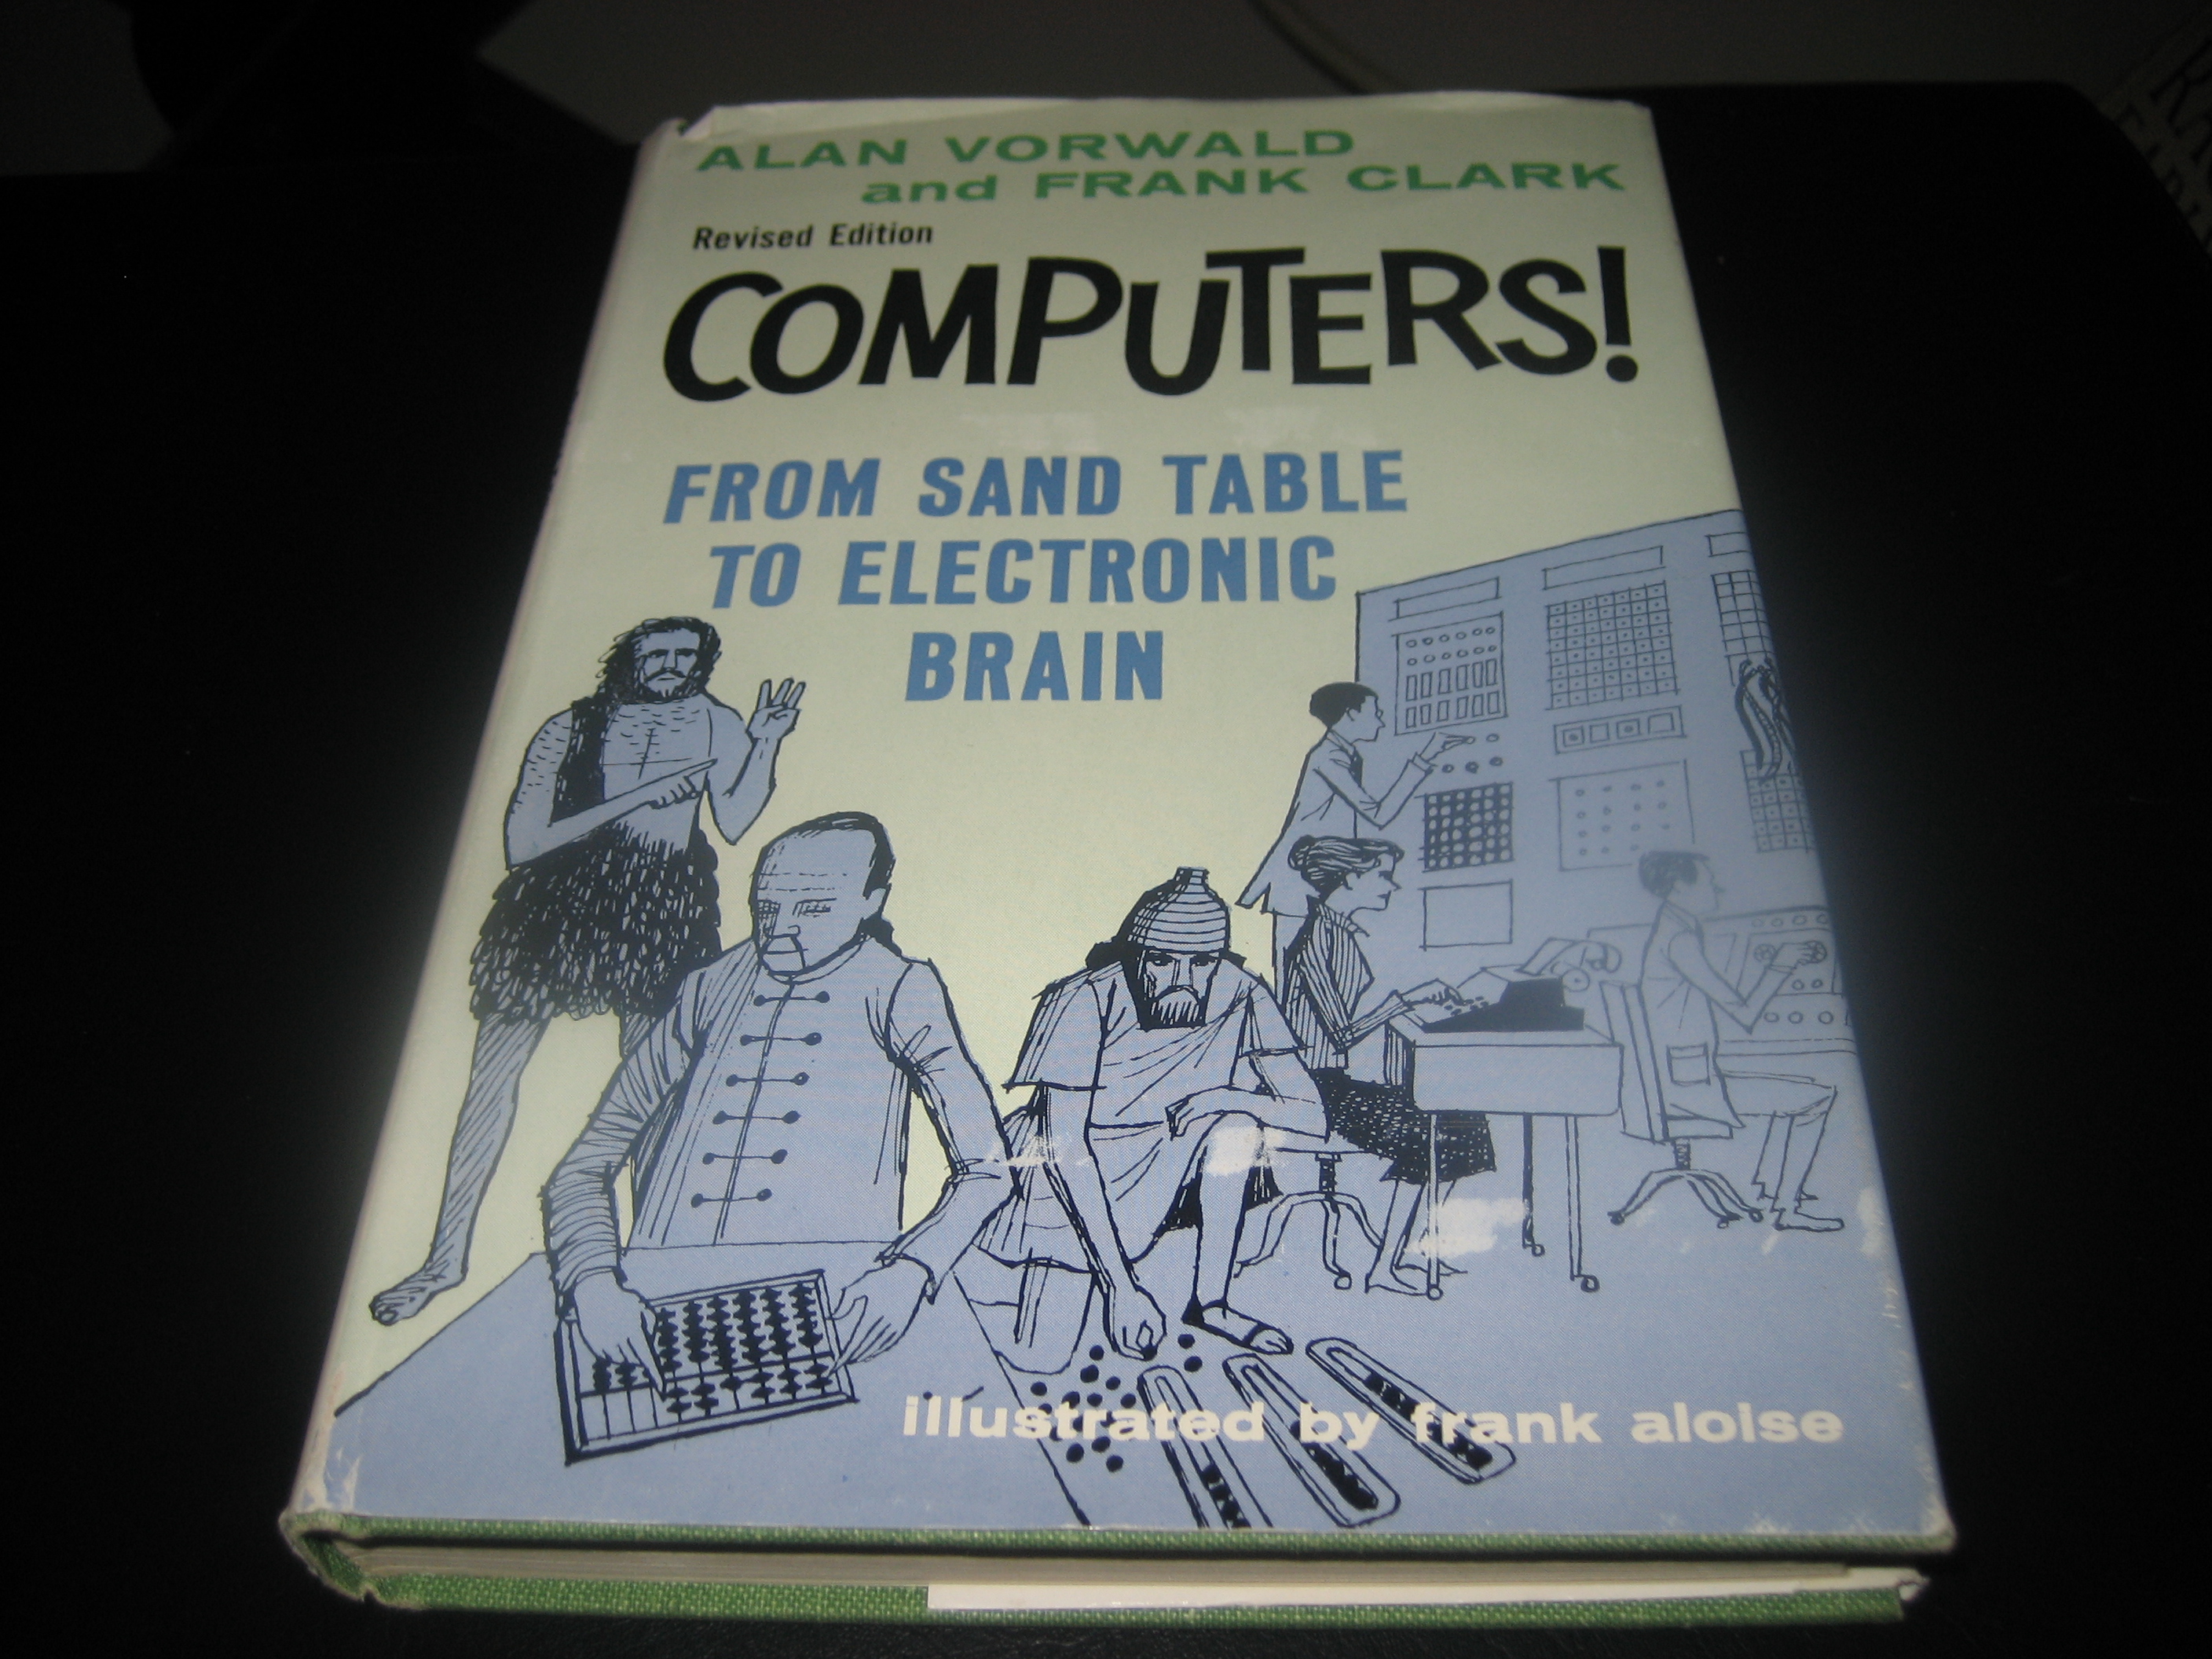 ALAN VORWALD
and FRANK CLARK
Revised Edition
COMPUTERS!
FROM SAND TABLE
TO ELECTRONIC
BRAIN
illustrated by frank aloise